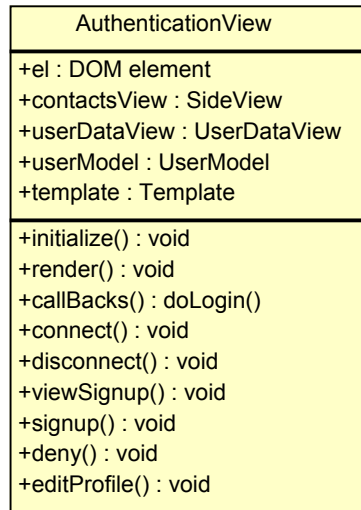 AuthenticationView
+el : DOM element
+contactsView : SideView
+userDataView : UserDataView
+userModel : UserModel
+template : Template
+initialize() : void
+render() : void
+callBacks() : doLogin()
+connect() : void
+disconnect() : void
+viewSignup() : void
+signup() : void
+deny() : void
+editProfile() : void